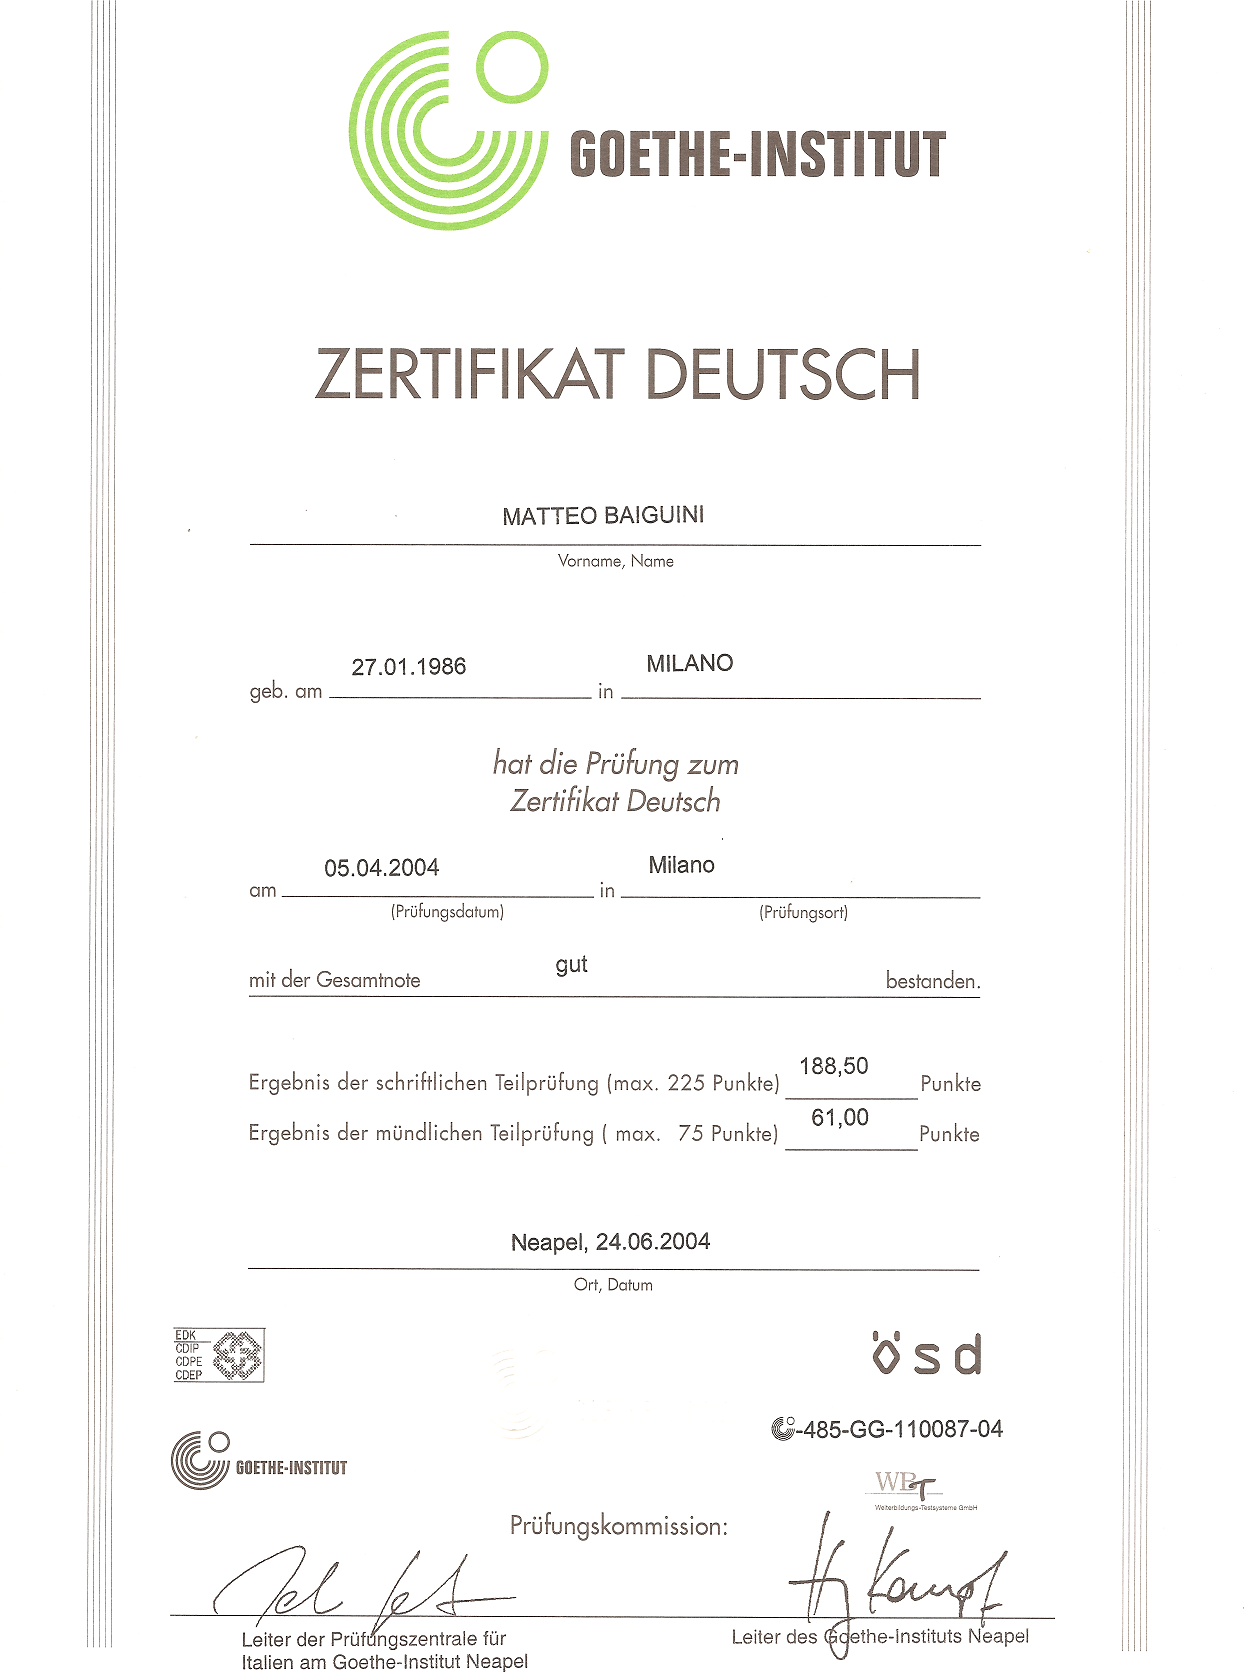 GOETHE-INSTITUT
ZERTIFIKAT DEUTSCH
MATTEO BAIGUINI
Vorname, Name
geb. am 27.01.1986 in MILANO
hat die Prüfung zum
Zertifikat Deutsch
am 05.04.2004 in Milano
(Prüfungsdatum) (Prüfungsort)
mit der Gesamtnote gut bestanden.
Ergebnis der schriftlichen Teilprüfung (max. 225 Punkte) 188,50 Punkte
Ergebnis der mündlichen Teilprüfung ( max. 75 Punkte) 61,00 Punkte
Neapel, 24.06.2004
Ort, Datum
EDK
CDIP
CDPE
CDEP
ösd
-485-GG-110087-04
GOETHE-INSTITUT
WBT
Weiterbildungs-Testsysteme GmbH
Prüfungskommission:
Leiter der Prüfungszentrale für
Italien am Goethe-Institut Neapel
Leiter des Goethe-Instituts Neapel